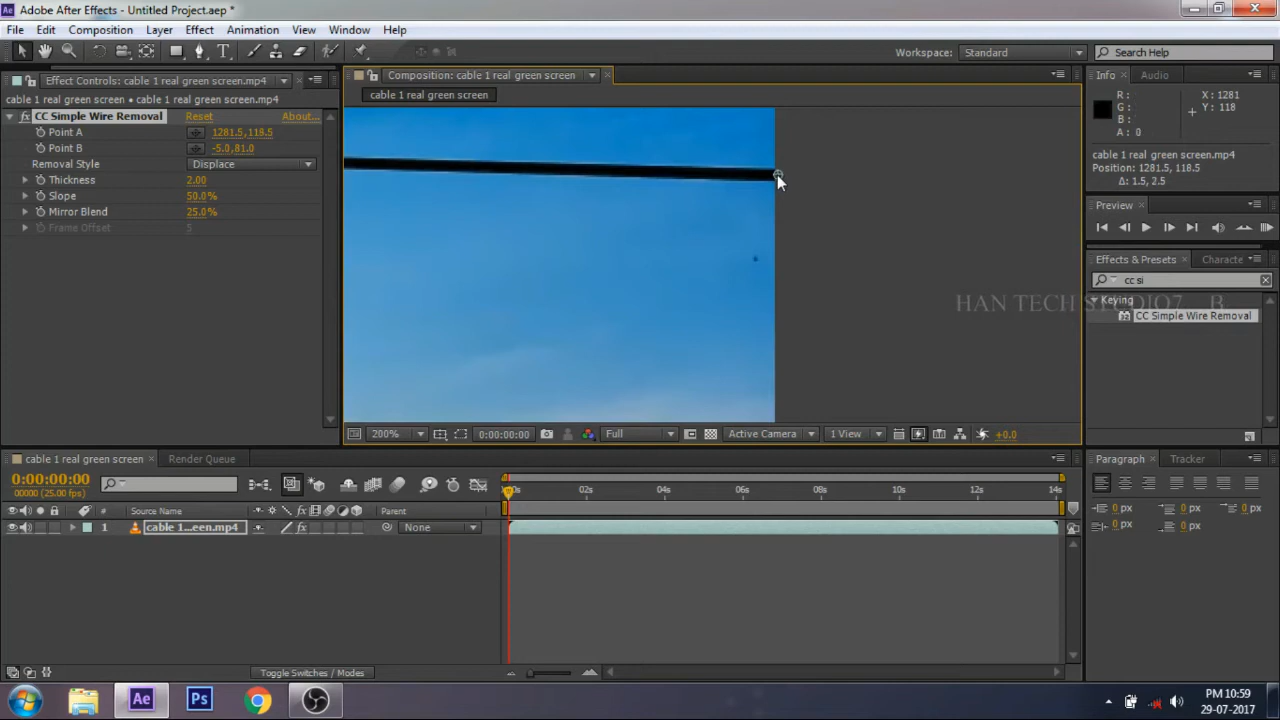 Adobe After Effects - Untitled Project.aep *
File Edit Composition Layer Effect Animation View Window Help
Workspace: Standard Search Help
Effect Controls: cable 1 real green screen.mp4
cable 1 real green screen • cable 1 real green screen.mp4
fx CC Simple Wire Removal Reset About...
Point A 1281.5,118.5
Point B -5.0,81.0
Removal Style Displace
Thickness 2.00
Slope 50.0%
Mirror Blend 25.0%
Frame Offset 5
Composition: cable 1 real green screen
cable 1 real green screen
200% 0:00:00:00 Full Active Camera 1 View +0.0
Info Audio
R : X : 1281
G : Y : 118
B :
A : 0
cable 1 real green screen.mp4
Position: 1281.5, 118.5
Δ: 1.5, 2.5
Preview
Effects & Presets Characte
cc si
Keying
CC Simple Wire Removal
HAN TECH STUDIO7 B
cable 1 real green screen Render Queue
0:00:00:00
00000 (25.00 fps)
02s 04s 06s 08s 10s 12s 14s
# Source Name Parent
1 cable 1...een.mp4 None
Toggle Switches / Modes
Paragraph Tracker
0 px 0 px 0 px
0 px 0 px
Ae Ps
PM 10:59
29-07-2017